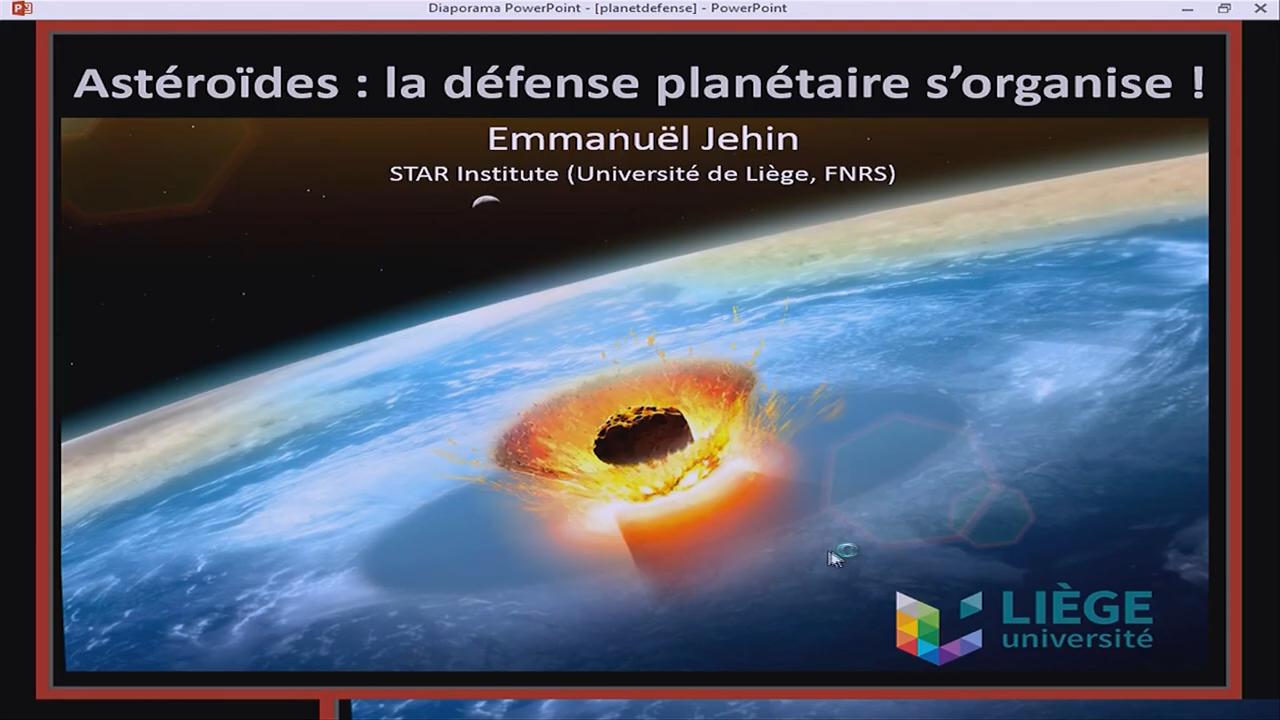 Diaporama PowerPoint - [planetdefense] - PowerPoint
Astéroïdes : la défense planétaire s’organise !
Emmanuël Jehin
STAR Institute (Université de Liège, FNRS)
LIÈGE
université